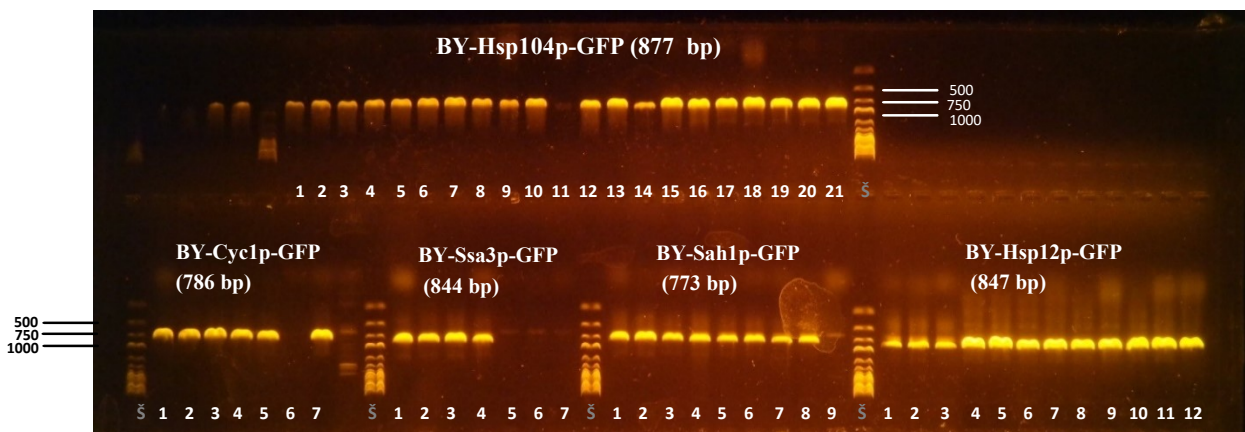 BY-Hsp104p-GFP (877 bp)
500
750
1000
1 2 3 4 5 6 7 8 9 10 11 12 13 14 15 16 17 18 19 20 21 Š
BY-Cyc1p-GFP
(786 bp)
BY-Ssa3p-GFP
(844 bp)
BY-Sah1p-GFP
(773 bp)
BY-Hsp12p-GFP
(847 bp)
500
750
1000
Š 1 2 3 4 5 6 7 Š 1 2 3 4 5 6 7 Š 1 2 3 4 5 6 7 8 9 Š 1 2 3 4 5 6 7 8 9 10 11 12